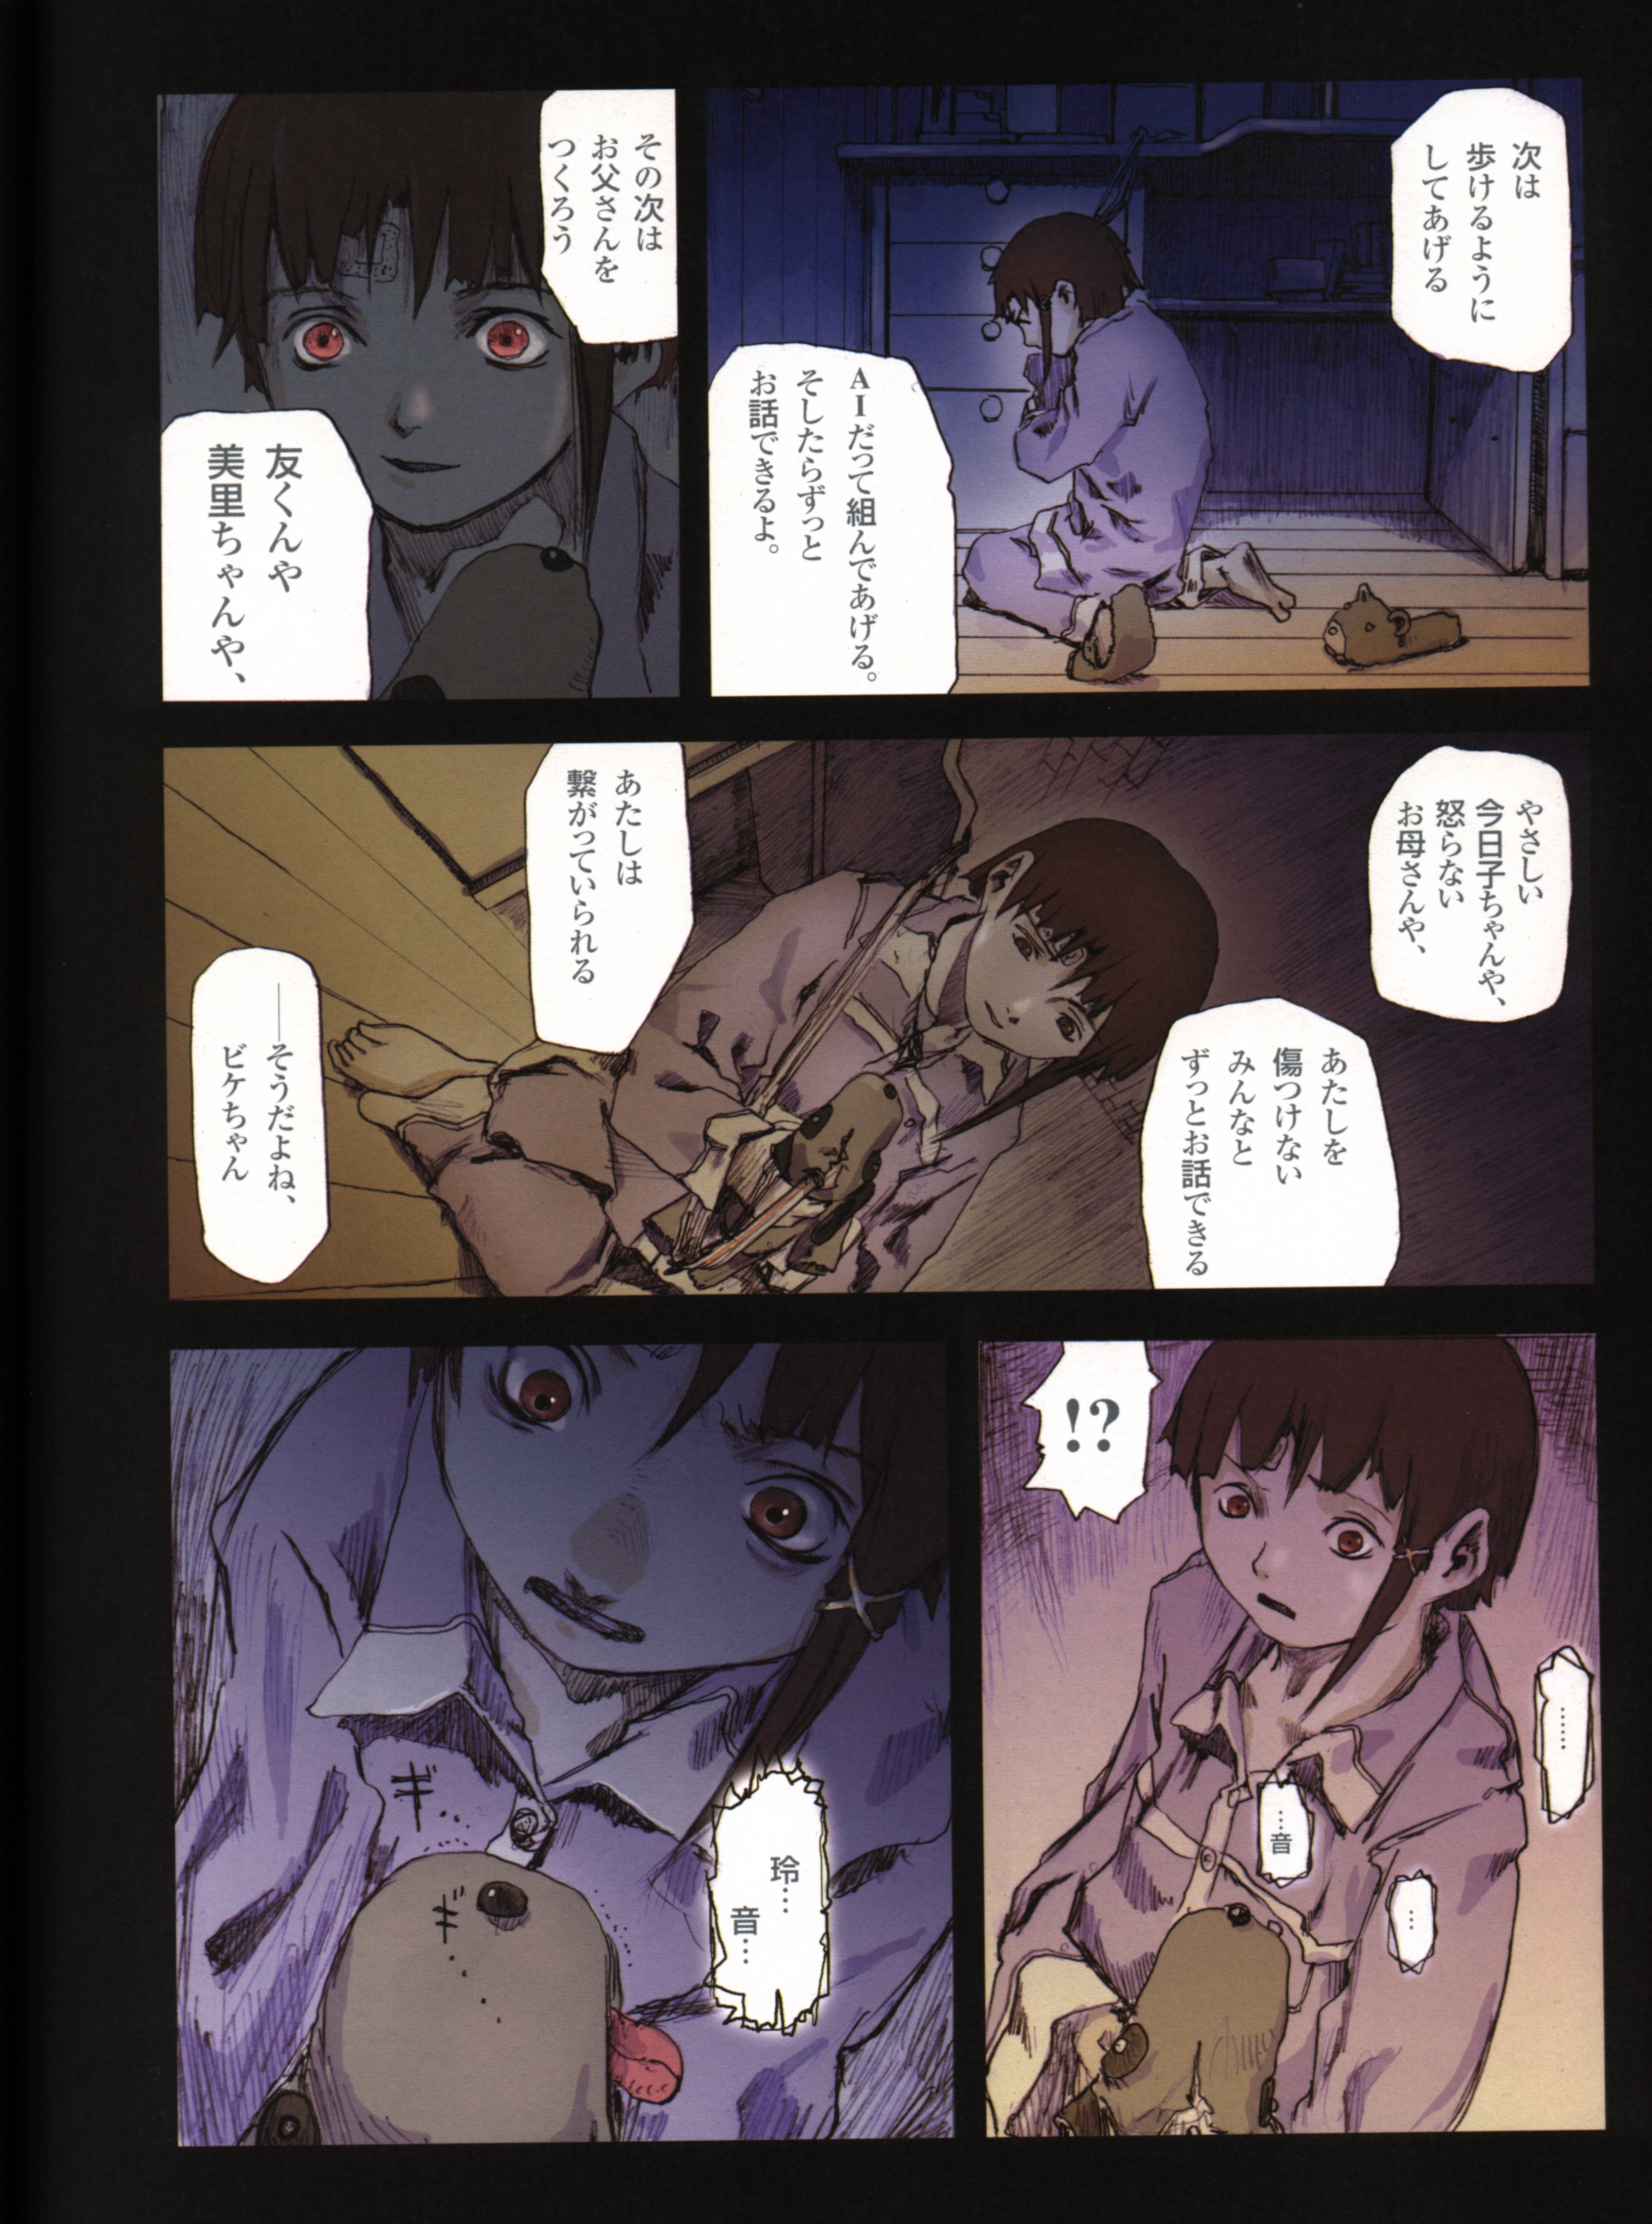 次は
歩けるように
してあげる
AIだって組んであげる。
そしたらずっと
お話できるよ。
その次は
お父さんを
つくろう
友くんや
美里ちゃんや、
やさしい
今日子ちゃんや、
怒らない
お母さんや、
あたしを
傷つけない
みんなと
ずっとお話できる
あたしは
繋がっていられる
──そうだよね、
ビケちゃん
……
…
…音
!?
玲…
音…
ギ…
ギ…